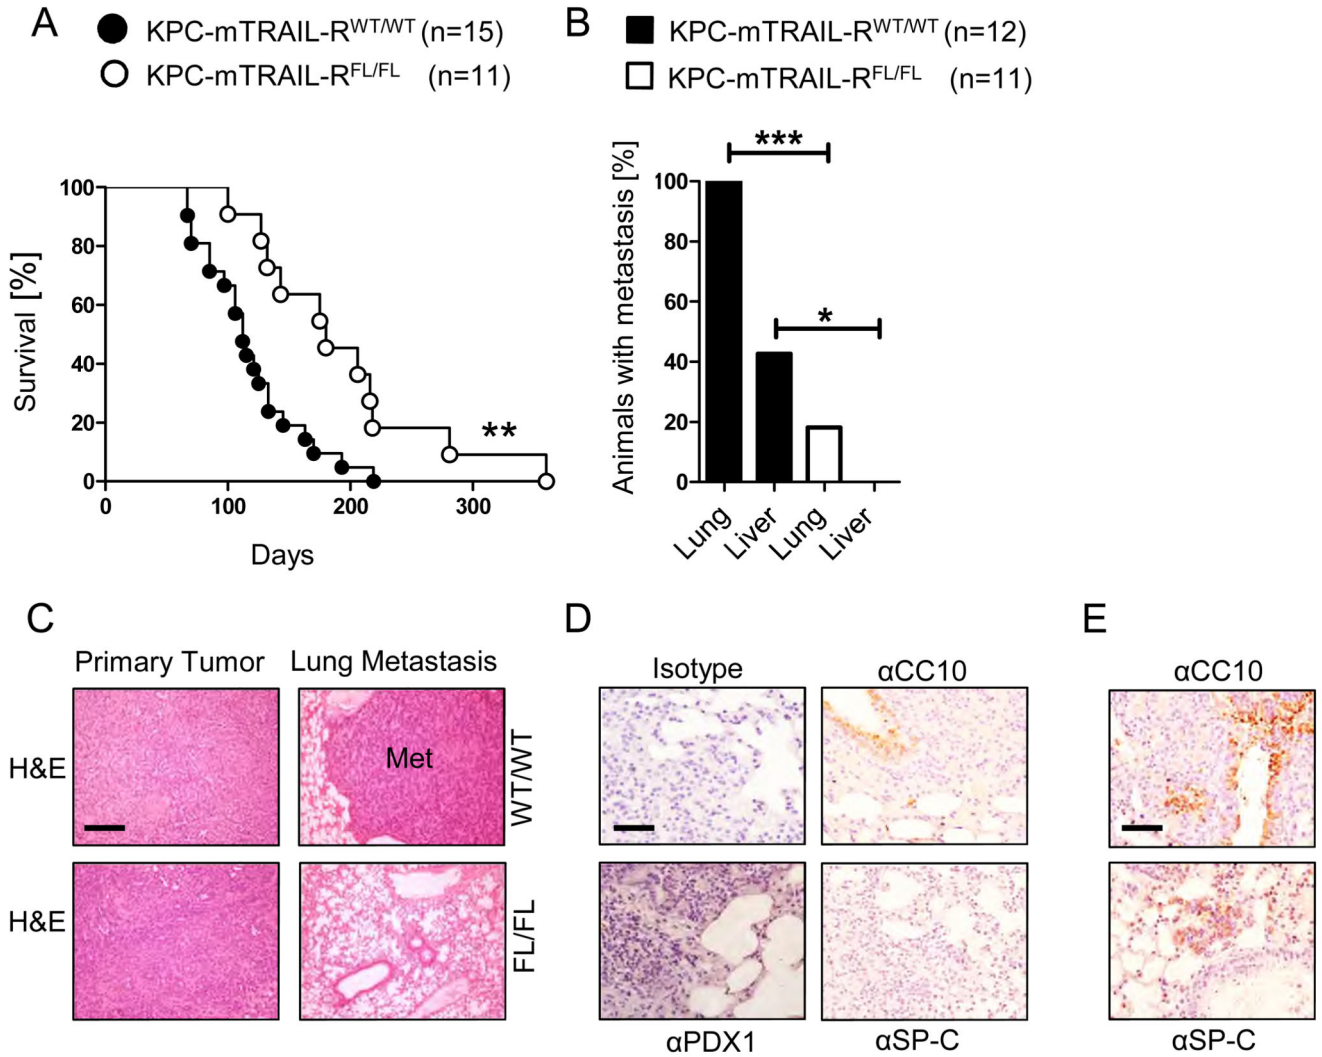 A
KPC-mTRAIL-R^WT/WT (n=15)
KPC-mTRAIL-R^FL/FL (n=11)
Survival [%]
100
80
60
40
20
0
**
0 100 200 300
Days
B
KPC-mTRAIL-R^WT/WT (n=12)
KPC-mTRAIL-R^FL/FL (n=11)
Animals with metastasis [%]
***
*
100
80
60
40
20
0
Lung Liver Lung Liver
C
Primary Tumor Lung Metastasis
H&E
Met
WT/WT
H&E
FL/FL
D
Isotype αCC10
αPDX1 αSP-C
E
αCC10
αSP-C